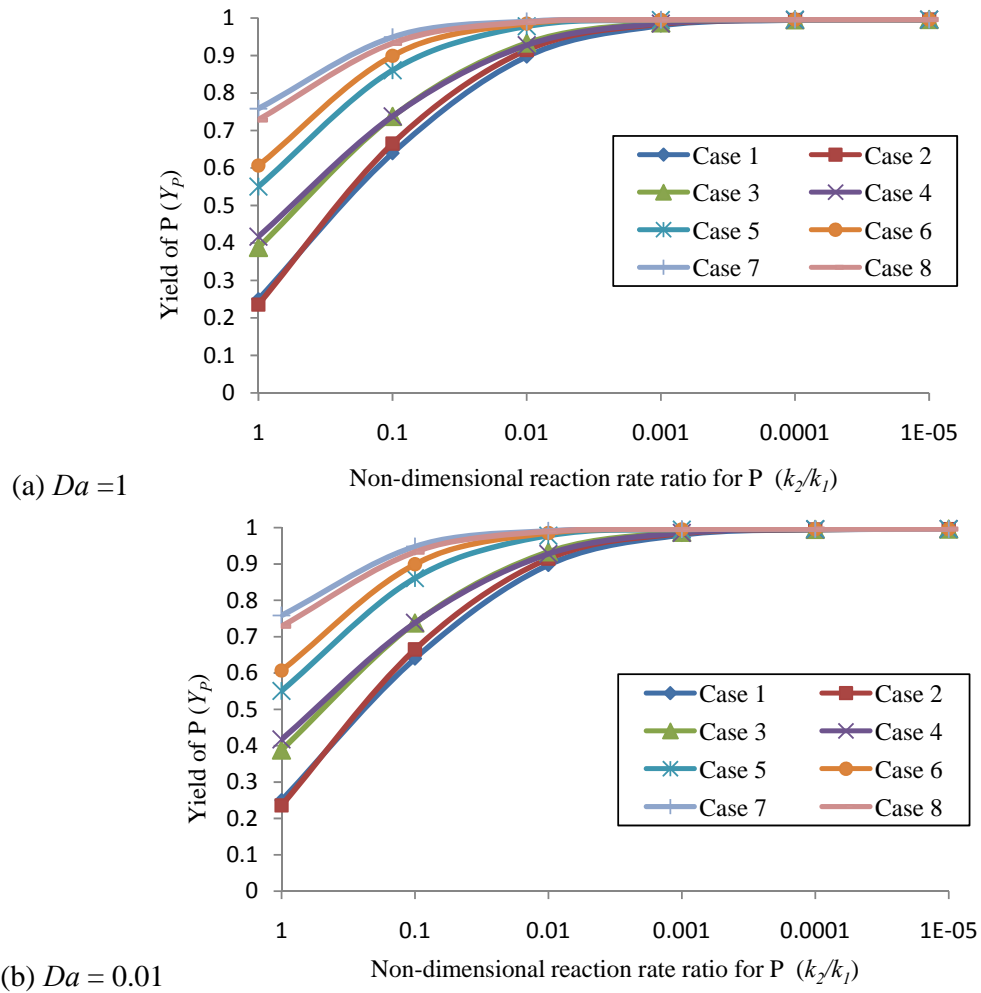 1
0.9
0.8
0.7
0.6
0.5
0.4
0.3
0.2
0.1
0
Yield of P (Y_P)
Case 1 Case 2
Case 3 Case 4
Case 5 Case 6
Case 7 Case 8
1 0.1 0.01 0.001 0.0001 1E-05
Non-dimensional reaction rate ratio for P (k_2/k_1)
(a) Da =1
1
0.9
0.8
0.7
0.6
0.5
0.4
0.3
0.2
0.1
0
Yield of P (Y_P)
Case 1 Case 2
Case 3 Case 4
Case 5 Case 6
Case 7 Case 8
1 0.1 0.01 0.001 0.0001 1E-05
Non-dimensional reaction rate ratio for P (k_2/k_1)
(b) Da = 0.01